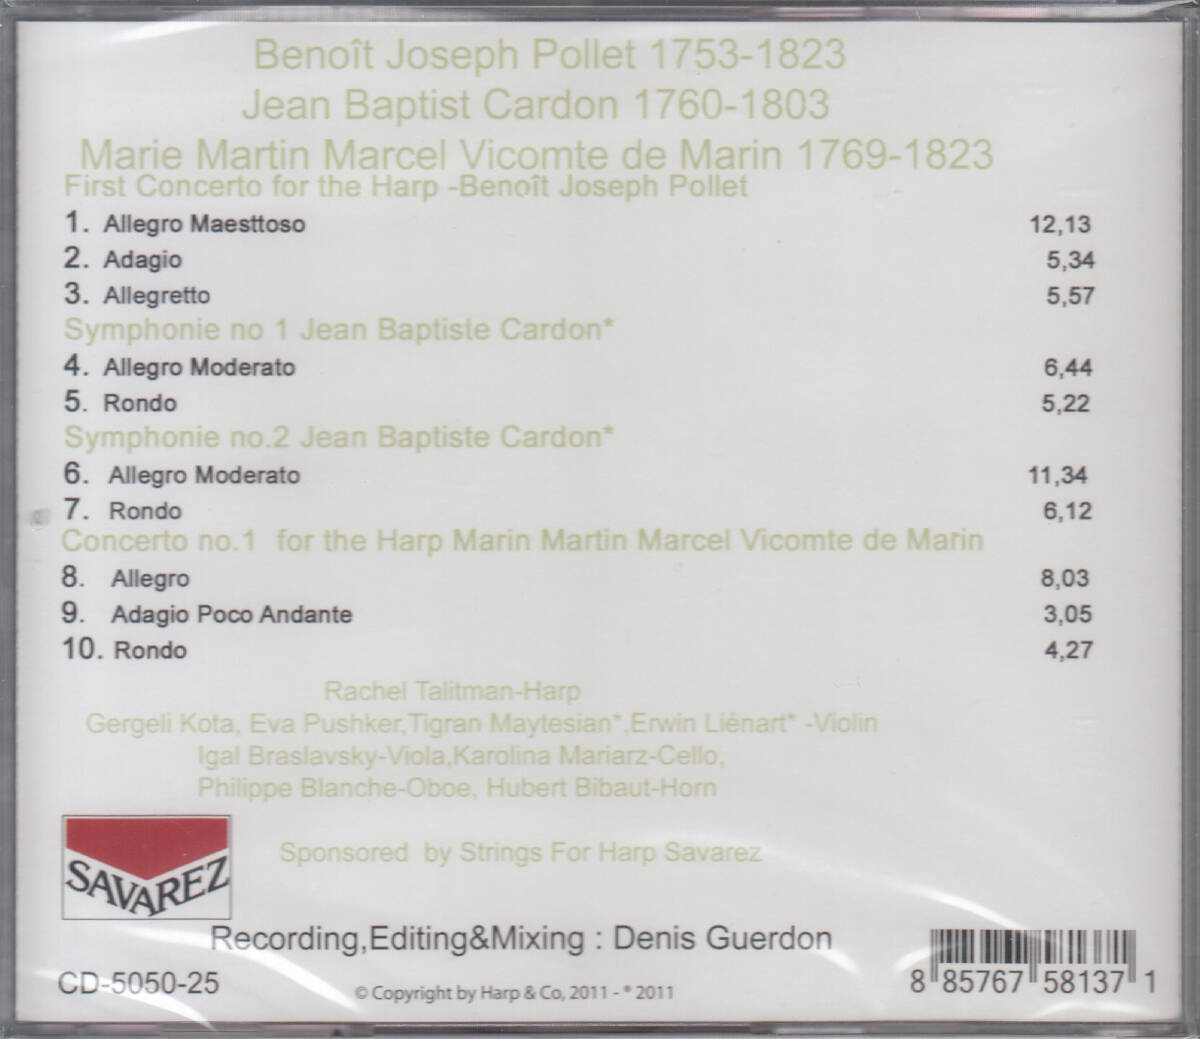 Benoît Joseph Pollet 1753-1823
Jean Baptist Cardon 1760-1803
Marie Martin Marcel Vicomte de Marin 1769-1823
First Concerto for the Harp -Benoît Joseph Pollet
1. Allegro Maesttoso 12,13
2. Adagio 5,34
3. Allegretto 5,57
Symphonie no 1 Jean Baptiste Cardon*
4. Allegro Moderato 6,44
5. Rondo 5,22
Symphonie no.2 Jean Baptiste Cardon*
6. Allegro Moderato 11,34
7. Rondo 6,12
Concerto no.1 for the Harp Marin Martin Marcel Vicomte de Marin
8. Allegro 8,03
9. Adagio Poco Andante 3,05
10. Rondo 4,27
Rachel Talitman-Harp
Gergeli Kota, Eva Pushker,Tigran Maytesian*,Erwin Liénart* -Violin
Igal Braslavsky-Viola,Karolina Mariarz-Cello,
Philippe Blanche-Oboe, Hubert Bibaut-Horn
SAVAREZ
Sponsored by Strings For Harp Savarez
Recording,Editing&Mixing : Denis Guerdon
CD-5050-25
© Copyright by Harp & Co, 2011 - * 2011
8 85767 58137 1